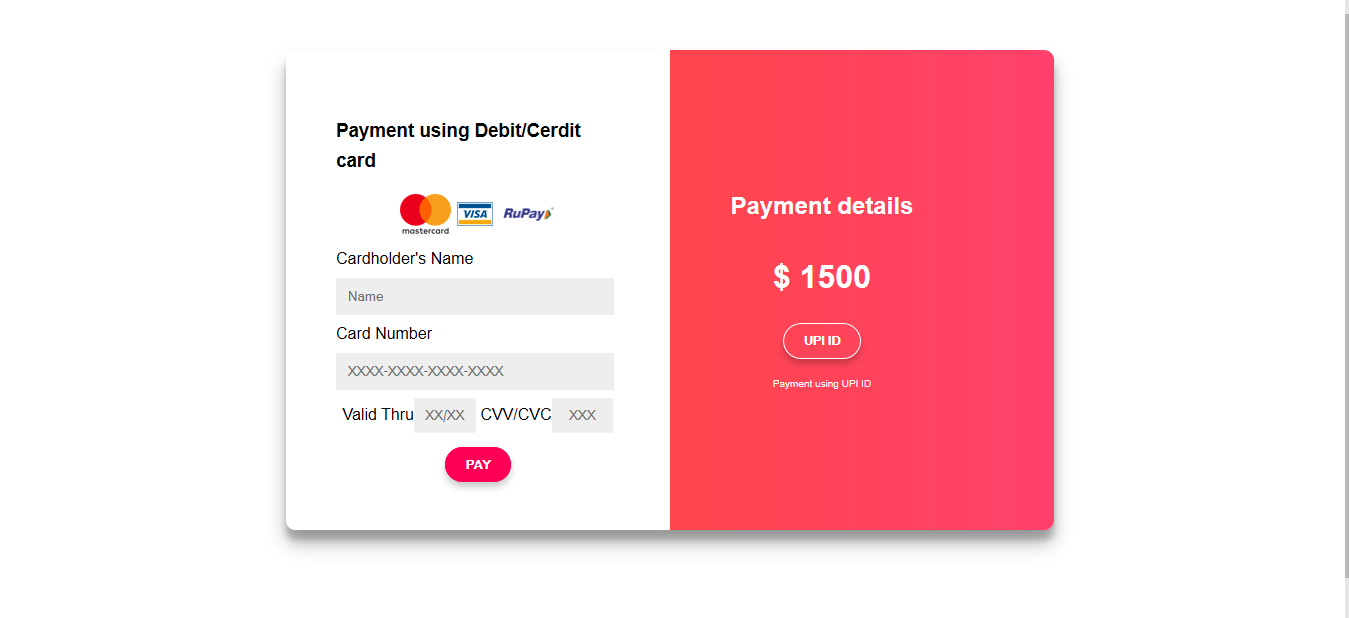 Payment using Debit/Cerdit
card
mastercard
VISA
RuPay
Cardholder's Name
Name
Card Number
XXXX-XXXX-XXXX-XXXX
Valid Thru XX/XX CVV/CVC XXX
PAY
Payment details
$ 1500
UPI ID
Payment using UPI ID